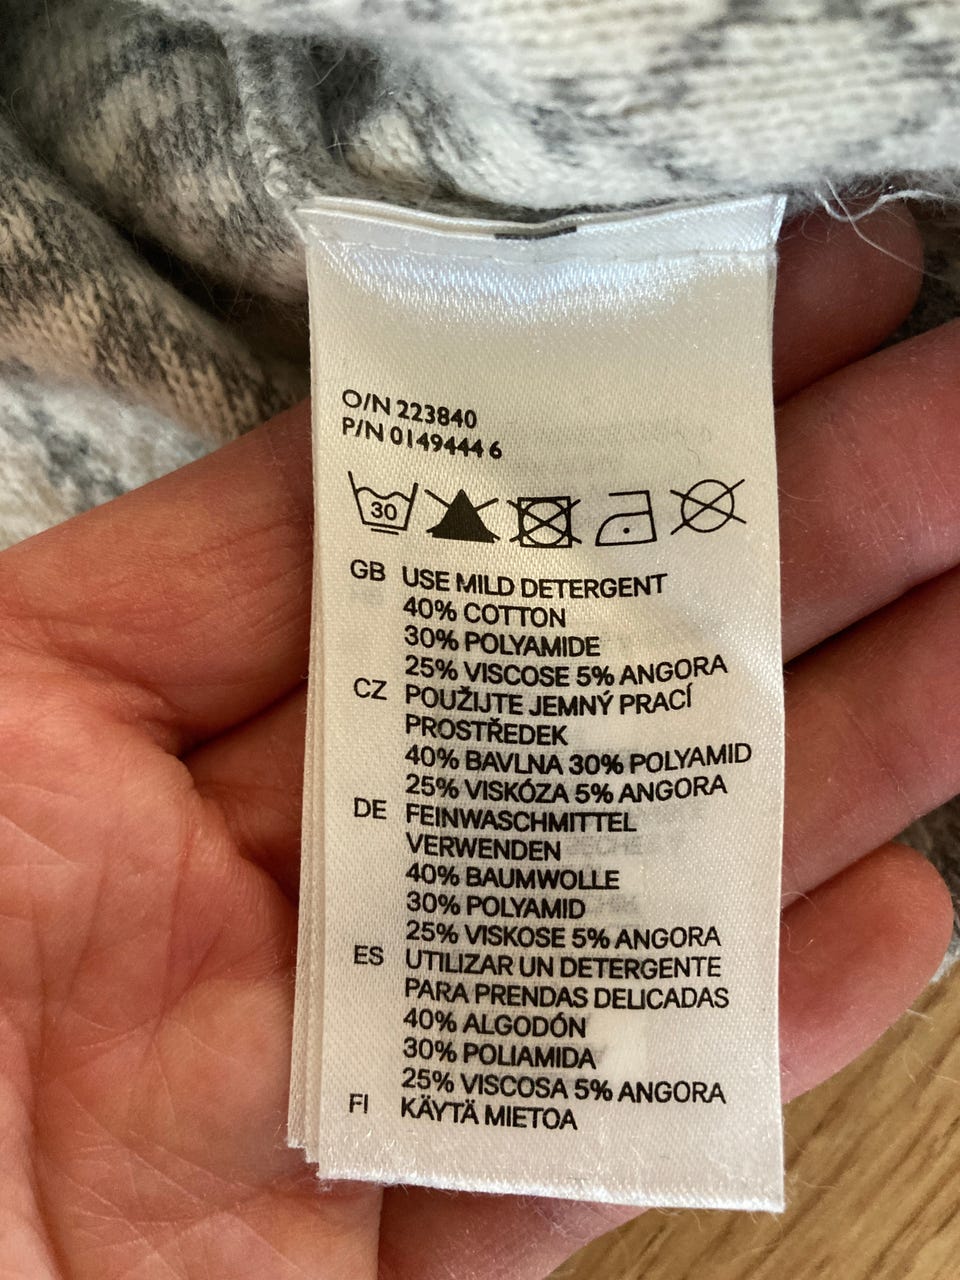 O/N 223840
P/N 0149444 6
30
GB USE MILD DETERGENT
40% COTTON
30% POLYAMIDE
25% VISCOSE 5% ANGORA
CZ POUŽIJTE JEMNÝ PRACÍ
PROSTŘEDEK
40% BAVLNA 30% POLYAMID
25% VISKÓZA 5% ANGORA
DE FEINWASCHMITTEL
VERWENDEN
40% BAUMWOLLE
30% POLYAMID
25% VISKOSE 5% ANGORA
ES UTILIZAR UN DETERGENTE
PARA PRENDAS DELICADAS
40% ALGODÓN
30% POLIAMIDA
25% VISCOSA 5% ANGORA
FI KÄYTÄ MIETOA